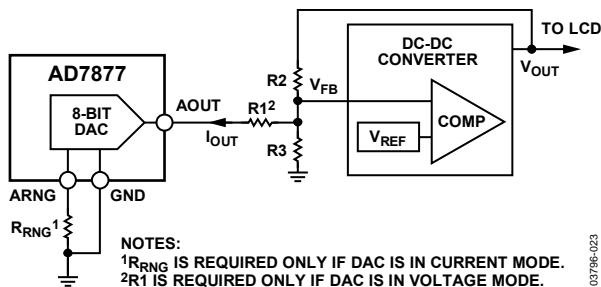 TO LCD
DC-DC
CONVERTER
AD7877
R2
V_FB
V_OUT
8-BIT
DAC
AOUT
R1²
COMP
I_OUT
V_REF
R3
ARNG
GND
R_RNG¹
NOTES:
¹R_RNG IS REQUIRED ONLY IF DAC IS IN CURRENT MODE.
²R1 IS REQUIRED ONLY IF DAC IS IN VOLTAGE MODE.
03796-023